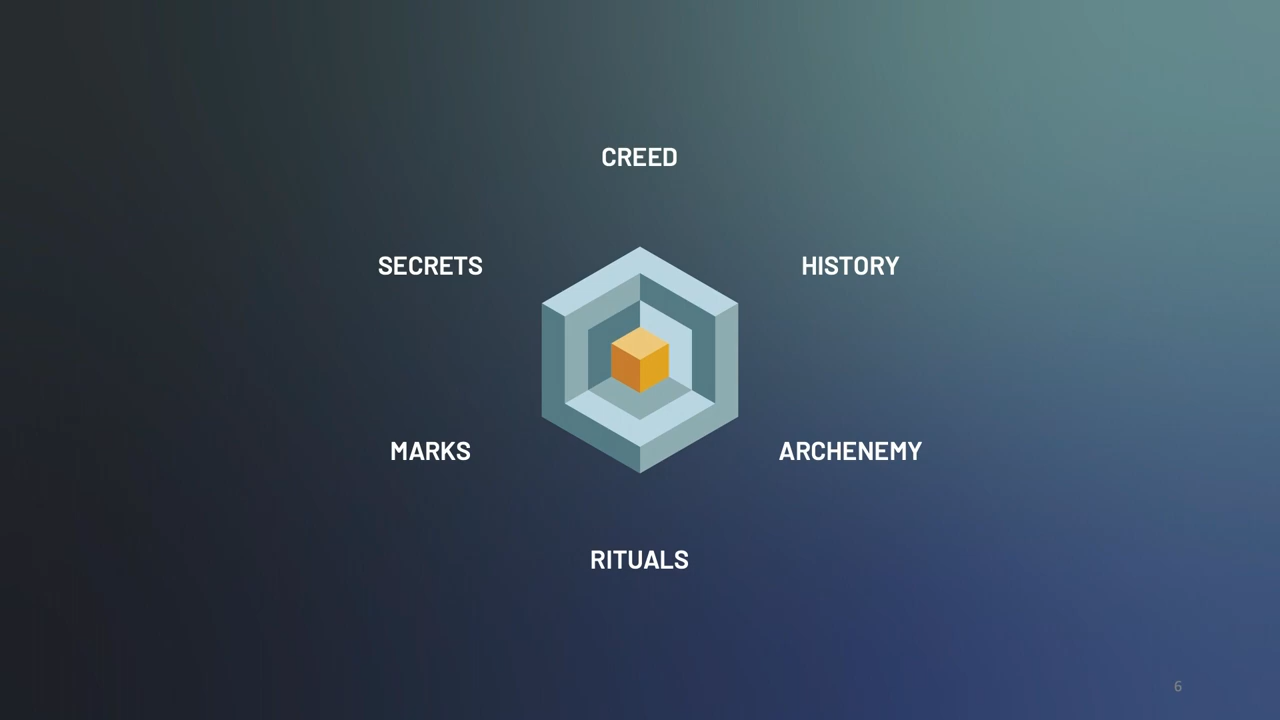 CREED
SECRETS
HISTORY
MARKS
ARCHENEMY
RITUALS
6